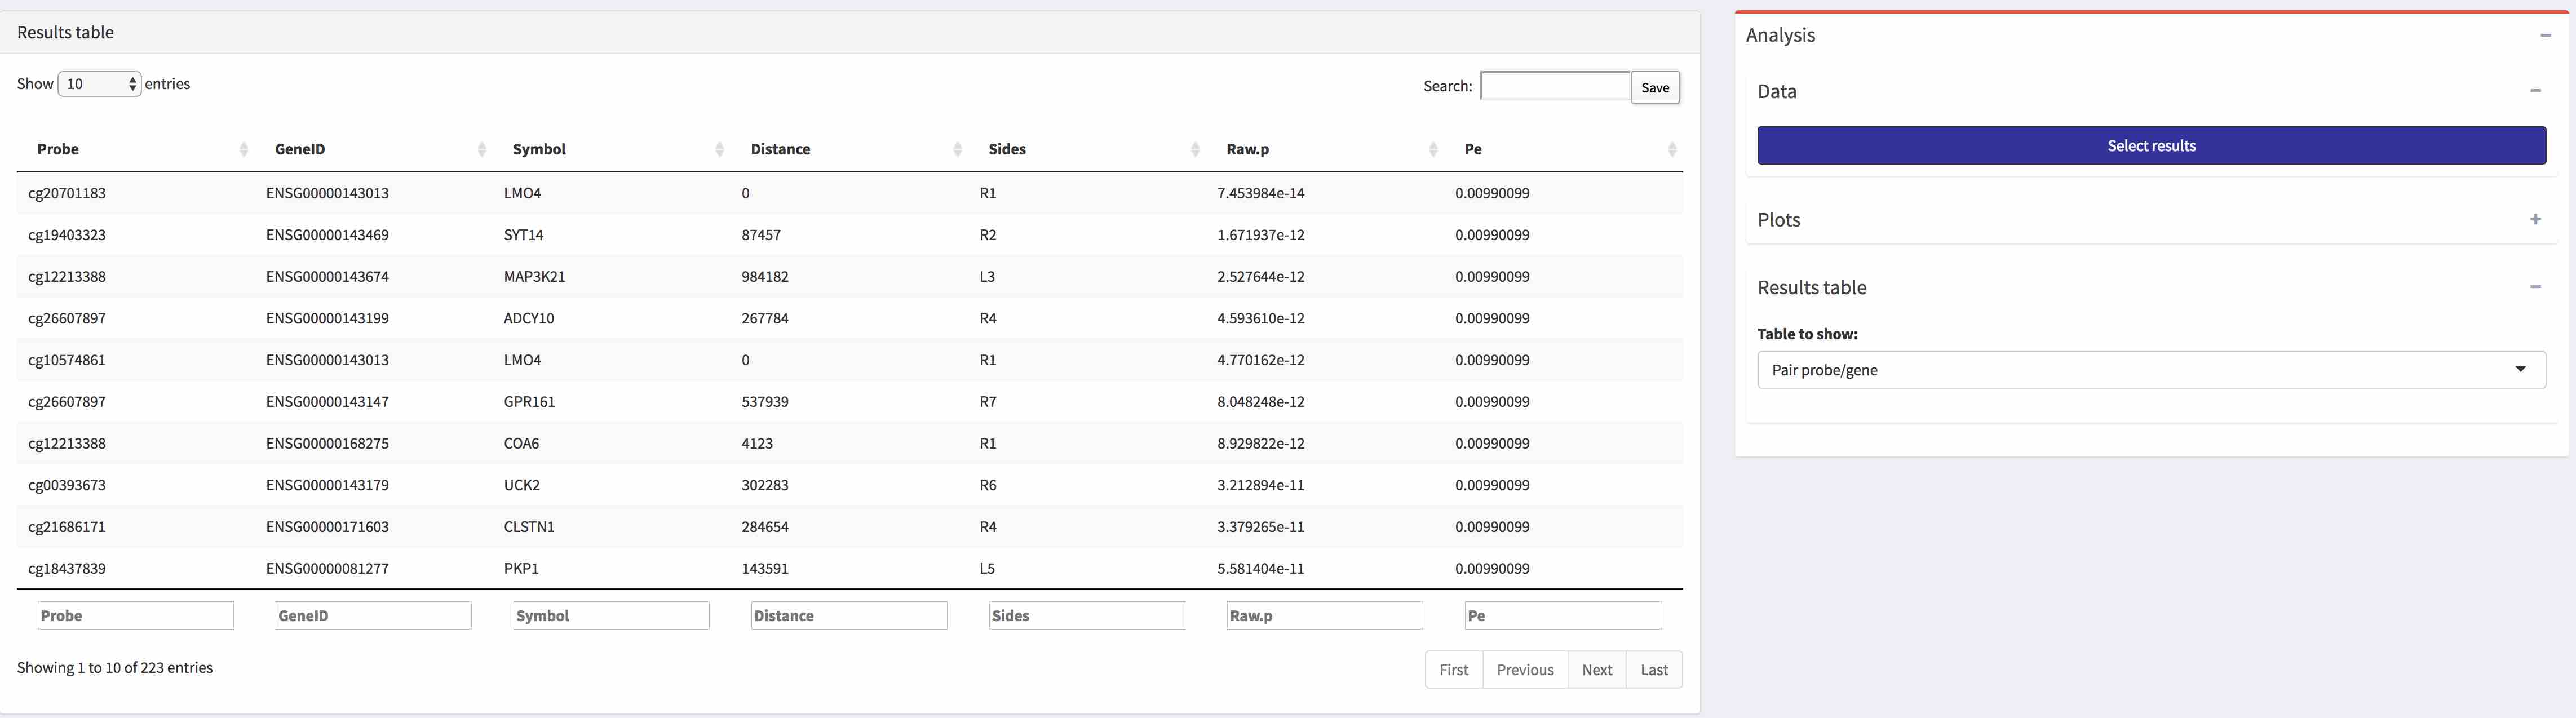 Results table
Show 10 entries
Search: Save
Probe GeneID Symbol Distance Sides Raw.p Pe
cg20701183 ENSG00000143013 LMO4 0 R1 7.453984e-14 0.00990099
cg19403323 ENSG00000143469 SYT14 87457 R2 1.671937e-12 0.00990099
cg12213388 ENSG00000143674 MAP3K21 984182 L3 2.527644e-12 0.00990099
cg26607897 ENSG00000143199 ADCY10 267784 R4 4.593610e-12 0.00990099
cg10574861 ENSG00000143013 LMO4 0 R1 4.770162e-12 0.00990099
cg26607897 ENSG00000143147 GPR161 537939 R7 8.048248e-12 0.00990099
cg12213388 ENSG00000168275 COA6 4123 R1 8.929822e-12 0.00990099
cg00393673 ENSG00000143179 UCK2 302283 R6 3.212894e-11 0.00990099
cg21686171 ENSG00000171603 CLSTN1 284654 R4 3.379265e-11 0.00990099
cg18437839 ENSG00000081277 PKP1 143591 L5 5.581404e-11 0.00990099
Probe GeneID Symbol Distance Sides Raw.p Pe
Showing 1 to 10 of 223 entries
First Previous Next Last
Analysis
Data
Select results
Plots
Results table
Table to show:
Pair probe/gene